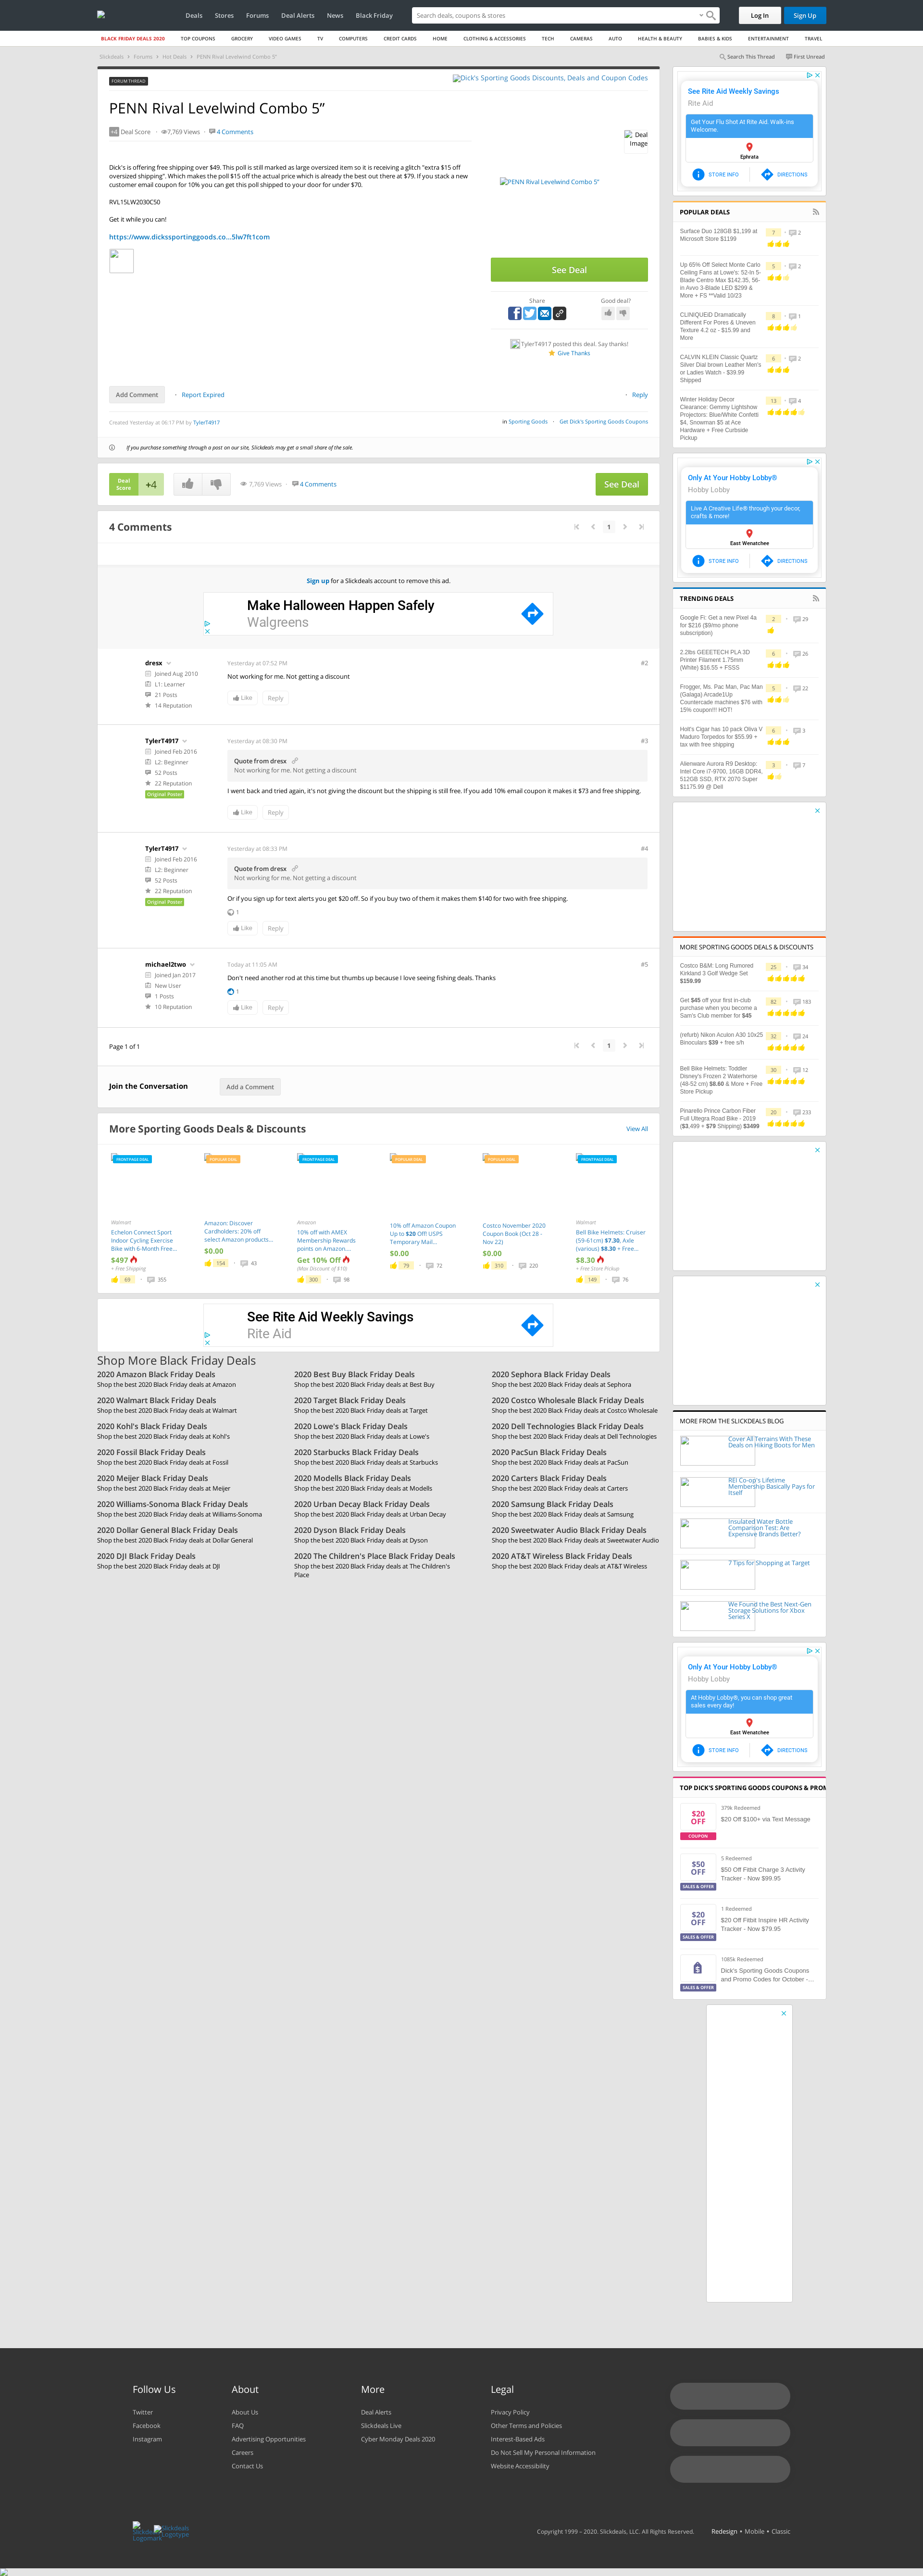 Deals
Stores
Forums
Deal Alerts
News
Black Friday
Search deals, coupons & stores
Log In
Sign Up
BLACK FRIDAY DEALS 2020
TOP COUPONS
GROCERY
VIDEO GAMES
TV
COMPUTERS
CREDIT CARDS
HOME
CLOTHING & ACCESSORIES
TECH
CAMERAS
AUTO
HEALTH & BEAUTY
BABIES & KIDS
ENTERTAINMENT
TRAVEL
Slickdeals > Forums > Hot Deals > PENN Rival Levelwind Combo 5"
Search This Thread
First Unread
FORUM THREAD
Dick's Sporting Goods Discounts, Deals and Coupon Codes
PENN Rival Levelwind Combo 5”
+4 Deal Score
7,769 Views
4 Comments
Deal Image
Dick's is offering free shipping over $49. This poll is still marked as large oversized item so it is receiving a glitch "extra $15 off
oversized shipping". Which makes the poll $15 off the actual price since delivery is already the best out there at $79. If you stack a new
customer email coupon for 10% you can get this poll shipped to your door for under $70.
RVL15LW2030C50
Get it while you can!
https://www.dickssportinggoods.co...5lw7ft1com
PENN Rival Levelwind Combo 5”
See Deal
Share
Good deal?
TylerT4917 posted this deal. Say thanks!
Give Thanks
Add Comment
Report Expired
Reply
Created Yesterday at 06:17 PM by TylerT4917
in Sporting Goods
Get Dick's Sporting Goods Coupons
If you purchase something through a post on our site, Slickdeals may get a small share of the sale.
Deal Score
+4
7,769 Views
4 Comments
See Deal
4 Comments
1
Sign up for a Slickdeals account to remove this ad.
Make Halloween Happen Safely
Walgreens
dresx
Joined Aug 2010
L1: Learner
21 Posts
14 Reputation
Yesterday at 07:52 PM
#2
Not working for me. Not getting a discount
Like
Reply
TylerT4917
Joined Feb 2016
L2: Beginner
52 Posts
22 Reputation
Original Poster
Yesterday at 08:30 PM
#3
Quote from dresx
Not working for me. Not getting a discount
I went back and tried again, it's not giving the discount but the shipping is still free. If you add 10% email coupon it makes it $73 and free shipping.
Like
Reply
TylerT4917
Joined Feb 2016
L2: Beginner
52 Posts
22 Reputation
Original Poster
Yesterday at 08:33 PM
#4
Quote from dresx
Not working for me. Not getting a discount
Or if you sign up for text alerts you get $20 off. So if you buy two of them it makes them $140 for two with free shipping.
1
Like
Reply
michael2two
Joined Jan 2017
New User
1 Posts
10 Reputation
Today at 11:05 AM
#5
Don't need another rod at this time but thumbs up because I love seeing fishing deals. Thanks
1
Like
Reply
Page 1 of 1
1
Join the Conversation
Add a Comment
More Sporting Goods Deals & Discounts
View All
FRONTPAGE DEAL
Walmart
Echelon Connect Sport Indoor Cycling Exercise Bike with 6-Month Free...
$497
+ Free Shipping
69
355
POPULAR DEAL
Amazon: Discover Cardholders: 20% off select Amazon products...
$0.00
154
43
FRONTPAGE DEAL
Amazon
10% off with AMEX Membership Rewards points on Amazon....
Get 10% Off
(Max Discount of $10)
300
98
POPULAR DEAL
10% off Amazon Coupon Up to $20 Off! USPS Temporary Mail...
$0.00
79
72
POPULAR DEAL
Costco November 2020 Coupon Book (Oct 28 - Nov 22)
$0.00
310
220
FRONTPAGE DEAL
Walmart
Bell Bike Helmets: Cruiser (59-61cm) $7.30, Axle (various) $8.30 + Free...
$8.30
+ Free Store Pickup
149
76
See Rite Aid Weekly Savings
Rite Aid
Shop More Black Friday Deals
2020 Amazon Black Friday Deals
Shop the best 2020 Black Friday deals at Amazon
2020 Best Buy Black Friday Deals
Shop the best 2020 Black Friday deals at Best Buy
2020 Sephora Black Friday Deals
Shop the best 2020 Black Friday deals at Sephora
2020 Walmart Black Friday Deals
Shop the best 2020 Black Friday deals at Walmart
2020 Target Black Friday Deals
Shop the best 2020 Black Friday deals at Target
2020 Costco Wholesale Black Friday Deals
Shop the best 2020 Black Friday deals at Costco Wholesale
2020 Kohl's Black Friday Deals
Shop the best 2020 Black Friday deals at Kohl's
2020 Lowe's Black Friday Deals
Shop the best 2020 Black Friday deals at Lowe's
2020 Dell Technologies Black Friday Deals
Shop the best 2020 Black Friday deals at Dell Technologies
2020 Fossil Black Friday Deals
Shop the best 2020 Black Friday deals at Fossil
2020 Starbucks Black Friday Deals
Shop the best 2020 Black Friday deals at Starbucks
2020 PacSun Black Friday Deals
Shop the best 2020 Black Friday deals at PacSun
2020 Meijer Black Friday Deals
Shop the best 2020 Black Friday deals at Meijer
2020 Modells Black Friday Deals
Shop the best 2020 Black Friday deals at Modells
2020 Carters Black Friday Deals
Shop the best 2020 Black Friday deals at Carters
2020 Williams-Sonoma Black Friday Deals
Shop the best 2020 Black Friday deals at Williams-Sonoma
2020 Urban Decay Black Friday Deals
Shop the best 2020 Black Friday deals at Urban Decay
2020 Samsung Black Friday Deals
Shop the best 2020 Black Friday deals at Samsung
2020 Dollar General Black Friday Deals
Shop the best 2020 Black Friday deals at Dollar General
2020 Dyson Black Friday Deals
Shop the best 2020 Black Friday deals at Dyson
2020 Sweetwater Audio Black Friday Deals
Shop the best 2020 Black Friday deals at Sweetwater Audio
2020 DJI Black Friday Deals
Shop the best 2020 Black Friday deals at DJI
2020 The Children's Place Black Friday Deals
Shop the best 2020 Black Friday deals at The Children's Place
2020 AT&T Wireless Black Friday Deals
Shop the best 2020 Black Friday deals at AT&T Wireless
See Rite Aid Weekly Savings
Rite Aid
Get Your Flu Shot At Rite Aid. Walk-ins Welcome.
Ephrata
STORE INFO
DIRECTIONS
POPULAR DEALS
Surface Duo 128GB $1,199 at Microsoft Store $1199
7
2
Up 65% Off Select Monte Carlo Ceiling Fans at Lowe's: 52-In 5-Blade Centro Max $142.35, 56-in Avvo 3-Blade LED $299 & More + FS **Valid 10/23
5
2
CLINIQUEiD Dramatically Different For Pores & Uneven Texture 4.2 oz - $15.99 and More
8
1
CALVIN KLEIN Classic Quartz Silver Dial brown Leather Men's or Ladies Watch - $39.99 Shipped
6
2
Winter Holiday Decor Clearance: Gemmy Lightshow Projectors: Blue/White Confetti $4, Snowman $5 at Ace Hardware + Free Curbside Pickup
13
4
Only At Your Hobby Lobby®
Hobby Lobby
Live A Creative Life® through your decor, crafts & more!
East Wenatchee
STORE INFO
DIRECTIONS
TRENDING DEALS
Google Fi: Get a new Pixel 4a for $216 ($9/mo phone subscription)
2
29
2.2lbs GEEETECH PLA 3D Printer Filament 1.75mm (White) $16.55 + FSSS
6
26
Frogger, Ms. Pac Man, Pac Man (Galaga) Arcade1Up Countercade machines $76 with 15% coupon!!! HOT!
5
22
Holt's Cigar has 10 pack Oliva V Maduro Torpedos for $55.99 + tax with free shipping
6
3
Alienware Aurora R9 Desktop: Intel Core i7-9700, 16GB DDR4, 512GB SSD, RTX 2070 Super $1175.99 @ Dell
3
7
MORE SPORTING GOODS DEALS & DISCOUNTS
Costco B&M: Long Rumored Kirkland 3 Golf Wedge Set $159.99
25
34
Get $45 off your first in-club purchase when you become a Sam's Club member for $45
82
183
(refurb) Nikon Aculon A30 10x25 Binoculars $39 + free s/h
32
24
Bell Bike Helmets: Toddler Disney's Frozen 2 Waterhorse (48-52 cm) $8.60 & More + Free Store Pickup
30
12
Pinarello Prince Carbon Fiber Full Ultegra Road Bike - 2019 ($3,499 + $79 Shipping) $3499
20
233
MORE FROM THE SLICKDEALS BLOG
Cover All Terrains With These Deals on Hiking Boots for Men
REI Co-op's Lifetime Membership Basically Pays for Itself
Insulated Water Bottle Comparison Test: Are Expensive Brands Better?
7 Tips for Shopping at Target
We Found the Best Next-Gen Storage Solutions for Xbox Series X
Only At Your Hobby Lobby®
Hobby Lobby
At Hobby Lobby®, you can shop great sales every day!
East Wenatchee
STORE INFO
DIRECTIONS
TOP DICK'S SPORTING GOODS COUPONS & PROM
$20 OFF
COUPON
379k Redeemed
$20 Off $100+ via Text Message
$50 OFF
SALES & OFFER
5 Redeemed
$50 Off Fitbit Charge 3 Activity Tracker - Now $99.95
$20 OFF
SALES & OFFER
1 Redeemed
$20 Off Fitbit Inspire HR Activity Tracker - Now $79.95
SALES & OFFER
1085k Redeemed
Dick's Sporting Goods Coupons and Promo Codes for October -...
Follow Us
Twitter
Facebook
Instagram
About
About Us
FAQ
Advertising Opportunities
Careers
Contact Us
More
Deal Alerts
Slickdeals Live
Cyber Monday Deals 2020
Legal
Privacy Policy
Other Terms and Policies
Interest-Based Ads
Do Not Sell My Personal Information
Website Accessibility
Slickdeals Logomark
Slickdeals Logotype
Copyright 1999 - 2020. Slickdeals, LLC. All Rights Reserved.
Redesign • Mobile • Classic